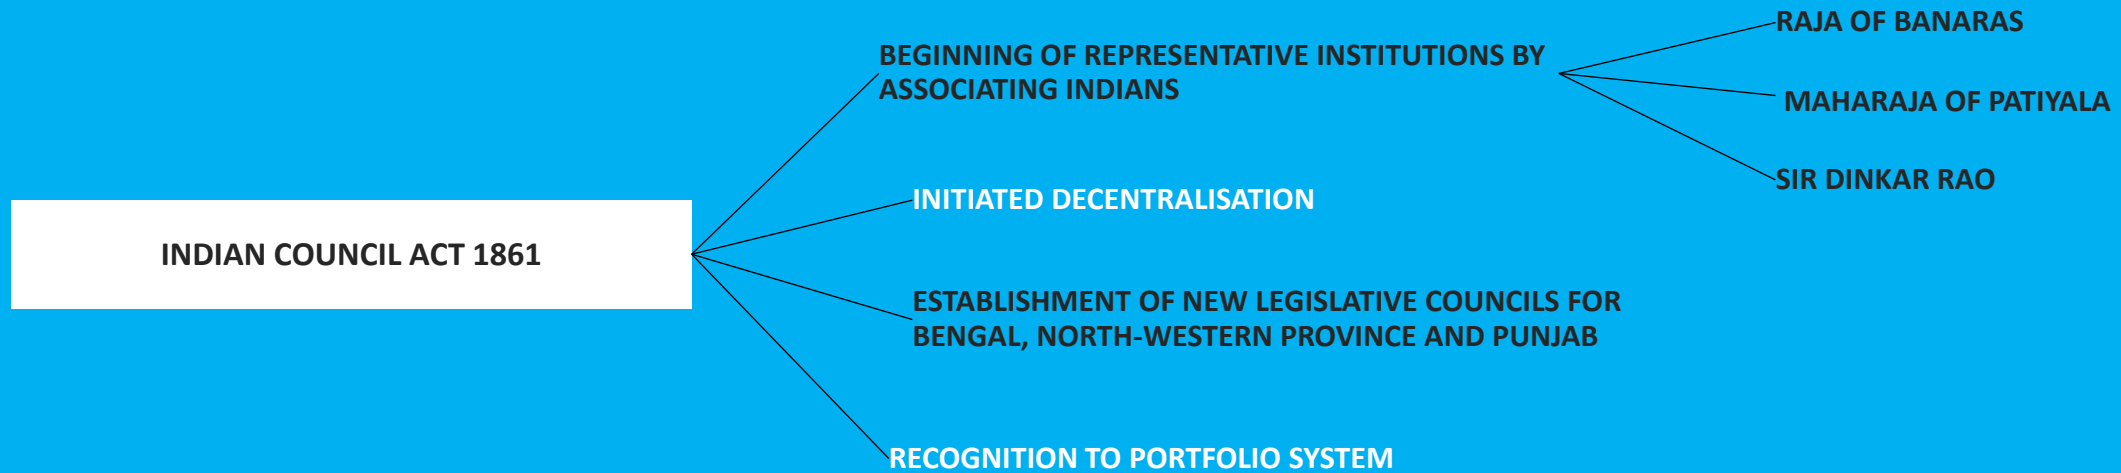 INDIAN COUNCIL ACT 1861
BEGINNING OF REPRESENTATIVE INSTITUTIONS BY
ASSOCIATING INDIANS
RAJA OF BANARAS
MAHARAJA OF PATIYALA
SIR DINKAR RAO
INITIATED DECENTRALISATION
ESTABLISHMENT OF NEW LEGISLATIVE COUNCILS FOR
BENGAL, NORTH-WESTERN PROVINCE AND PUNJAB
RECOGNITION TO PORTFOLIO SYSTEM